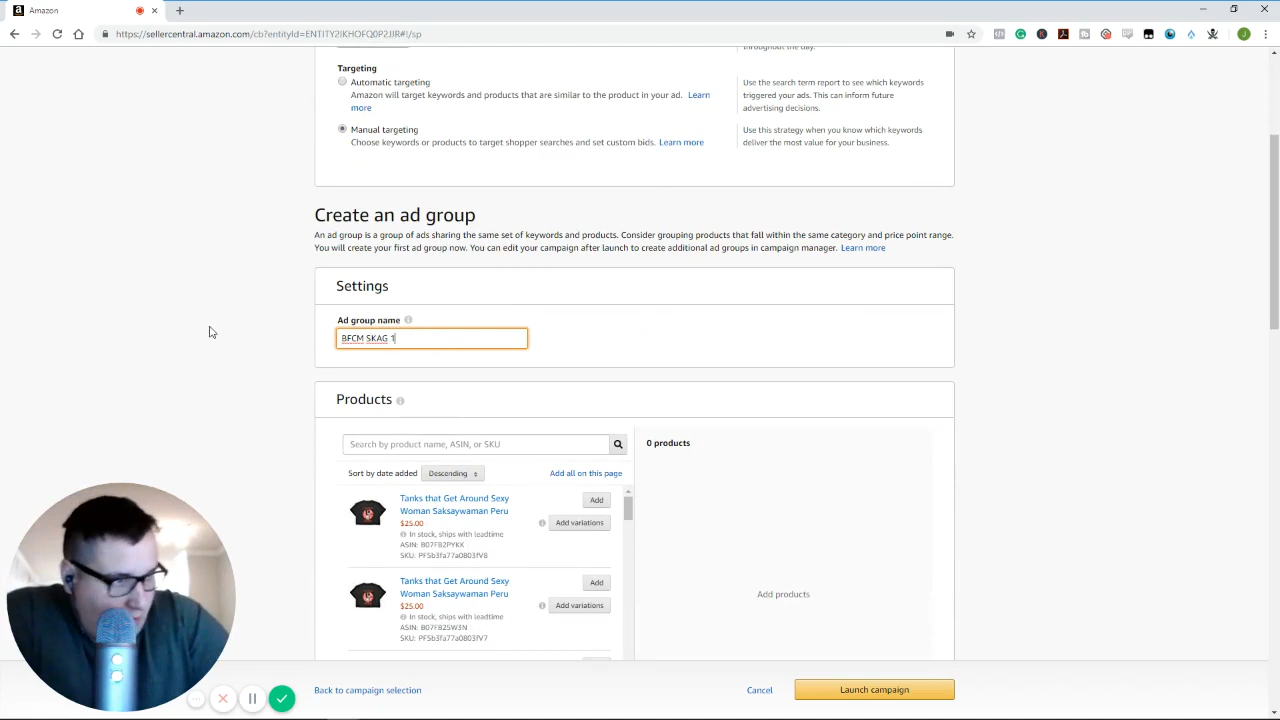 Amazon
https://sellercentral.amazon.com/cb?entityId=ENTITY2IKHOFQ0P2JJR#!/sp
throughout the day.
Targeting
Automatic targeting
Amazon will target keywords and products that are similar to the product in your ad. Learn
more
Use the search term report to see which keywords
triggered your ads. This can inform future
advertising decisions.
Manual targeting
Choose keywords or products to target shopper searches and set custom bids. Learn more
Use this strategy when you know which keywords
deliver the most value for your business.
Create an ad group
An ad group is a group of ads sharing the same set of keywords and products. Consider grouping products that fall within the same category and price point range.
You will create your first ad group now. You can edit your campaign after launch to create additional ad groups in campaign manager. Learn more
Settings
Ad group name
BFCM SKAG 1
Products
Search by product name, ASIN, or SKU
0 products
Sort by date added Descending Add all on this page
Tanks that Get Around Sexy
Woman Saksaywaman Peru
$25.00
In stock, ships with leadtime
ASIN: B07FB2PYKX
SKU: PF5b3fa77a0803fV8
Add
Add variations
Tanks that Get Around Sexy
Woman Saksaywaman Peru
$25.00
In stock, ships with leadtime
ASIN: B07FB25W3N
SKU: PF5b3fa77a0803fV7
Add
Add variations
Add products
Back to campaign selection
Cancel
Launch campaign